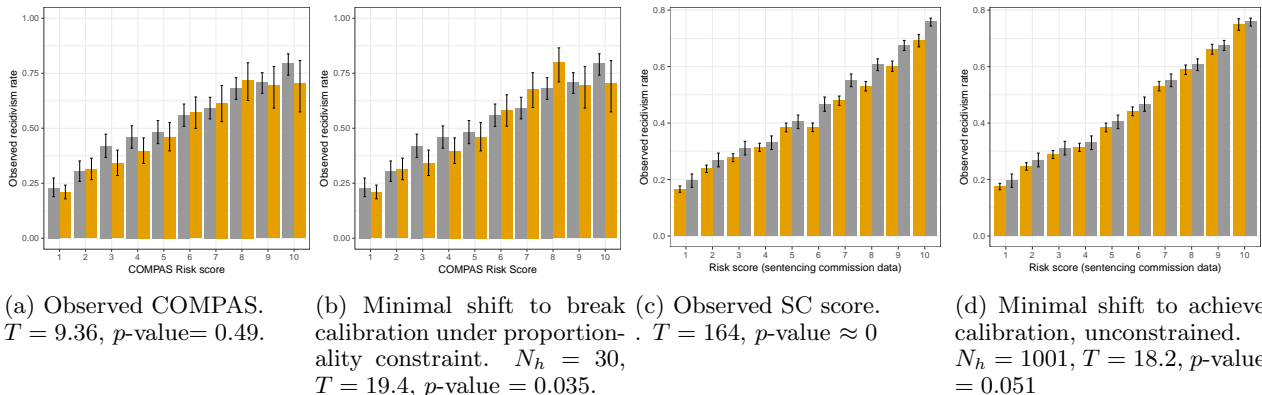 1.00
0.75
0.50
0.25
0.00
Observed recidivism rate
1 2 3 4 5 6 7 8 9 10
COMPAS Risk score
1.00
0.75
0.50
0.25
0.00
Observed recidivism rate
1 2 3 4 5 6 7 8 9 10
COMPAS Risk Score
0.8
0.6
0.4
0.2
0.0
Observed recidivism rate
1 2 3 4 5 6 7 8 9 10
Risk score (sentencing commission data)
0.8
0.6
0.4
0.2
0.0
Observed recidivism rate
1 2 3 4 5 6 7 8 9 10
Risk score (sentencing commission data)
(a) Observed COMPAS.
T = 9.36, p-value= 0.49.
(b) Minimal shift to break
calibration under proportion-
ality constraint. N_h = 30,
T = 19.4, p-value = 0.035.
(c) Observed SC score.
. T = 164, p-value ≈ 0
(d) Minimal shift to achieve
calibration, unconstrained.
N_h = 1001, T = 18.2, p-value
= 0.051